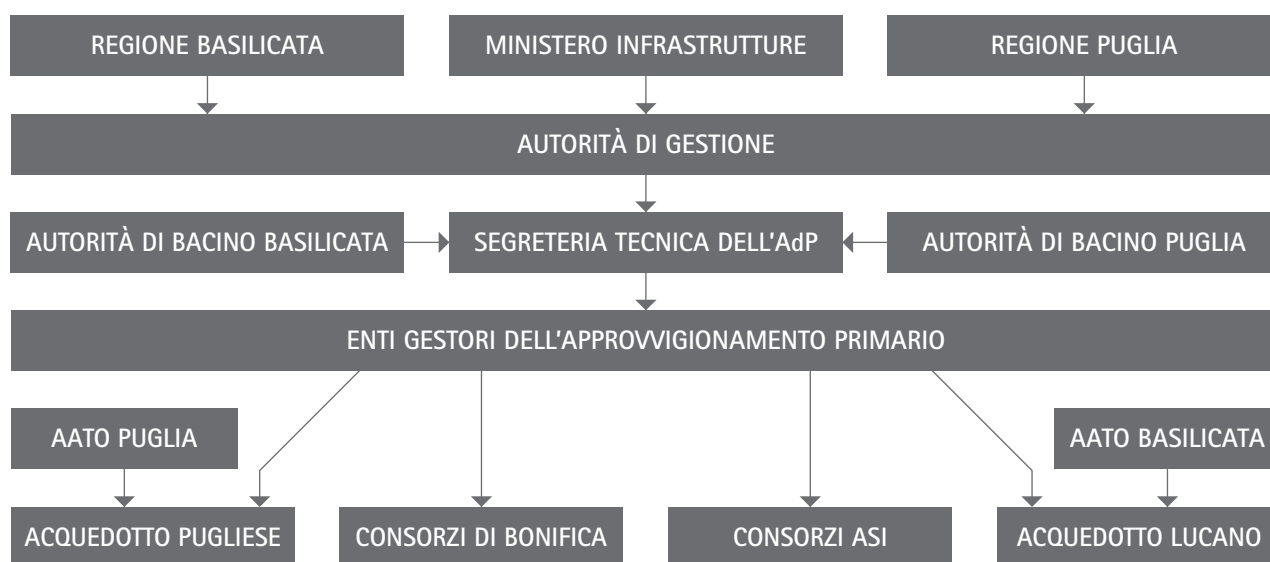 REGIONE BASILICATA
MINISTERO INFRASTRUTTURE
REGIONE PUGLIA
AUTORITÀ DI GESTIONE
AUTORITÀ DI BACINO BASILICATA
SEGRETERIA TECNICA DELL'AdP
AUTORITÀ DI BACINO PUGLIA
ENTI GESTORI DELL'APPROVVIGIONAMENTO PRIMARIO
AATO PUGLIA
AATO BASILICATA
ACQUEDOTTO PUGLIESE
CONSORZI DI BONIFICA
CONSORZI ASI
ACQUEDOTTO LUCANO